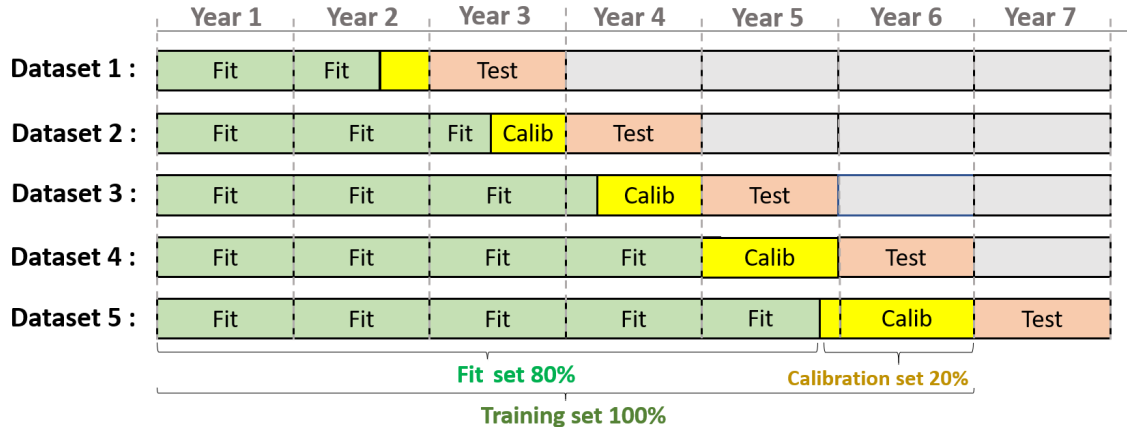 Year 1 Year 2 Year 3 Year 4 Year 5 Year 6 Year 7
Dataset 1 : Fit Fit Test
Dataset 2 : Fit Fit Fit Calib Test
Dataset 3 : Fit Fit Fit Calib Test
Dataset 4 : Fit Fit Fit Fit Calib Test
Dataset 5 : Fit Fit Fit Fit Fit Calib Test
Fit set 80% Calibration set 20%
Training set 100%